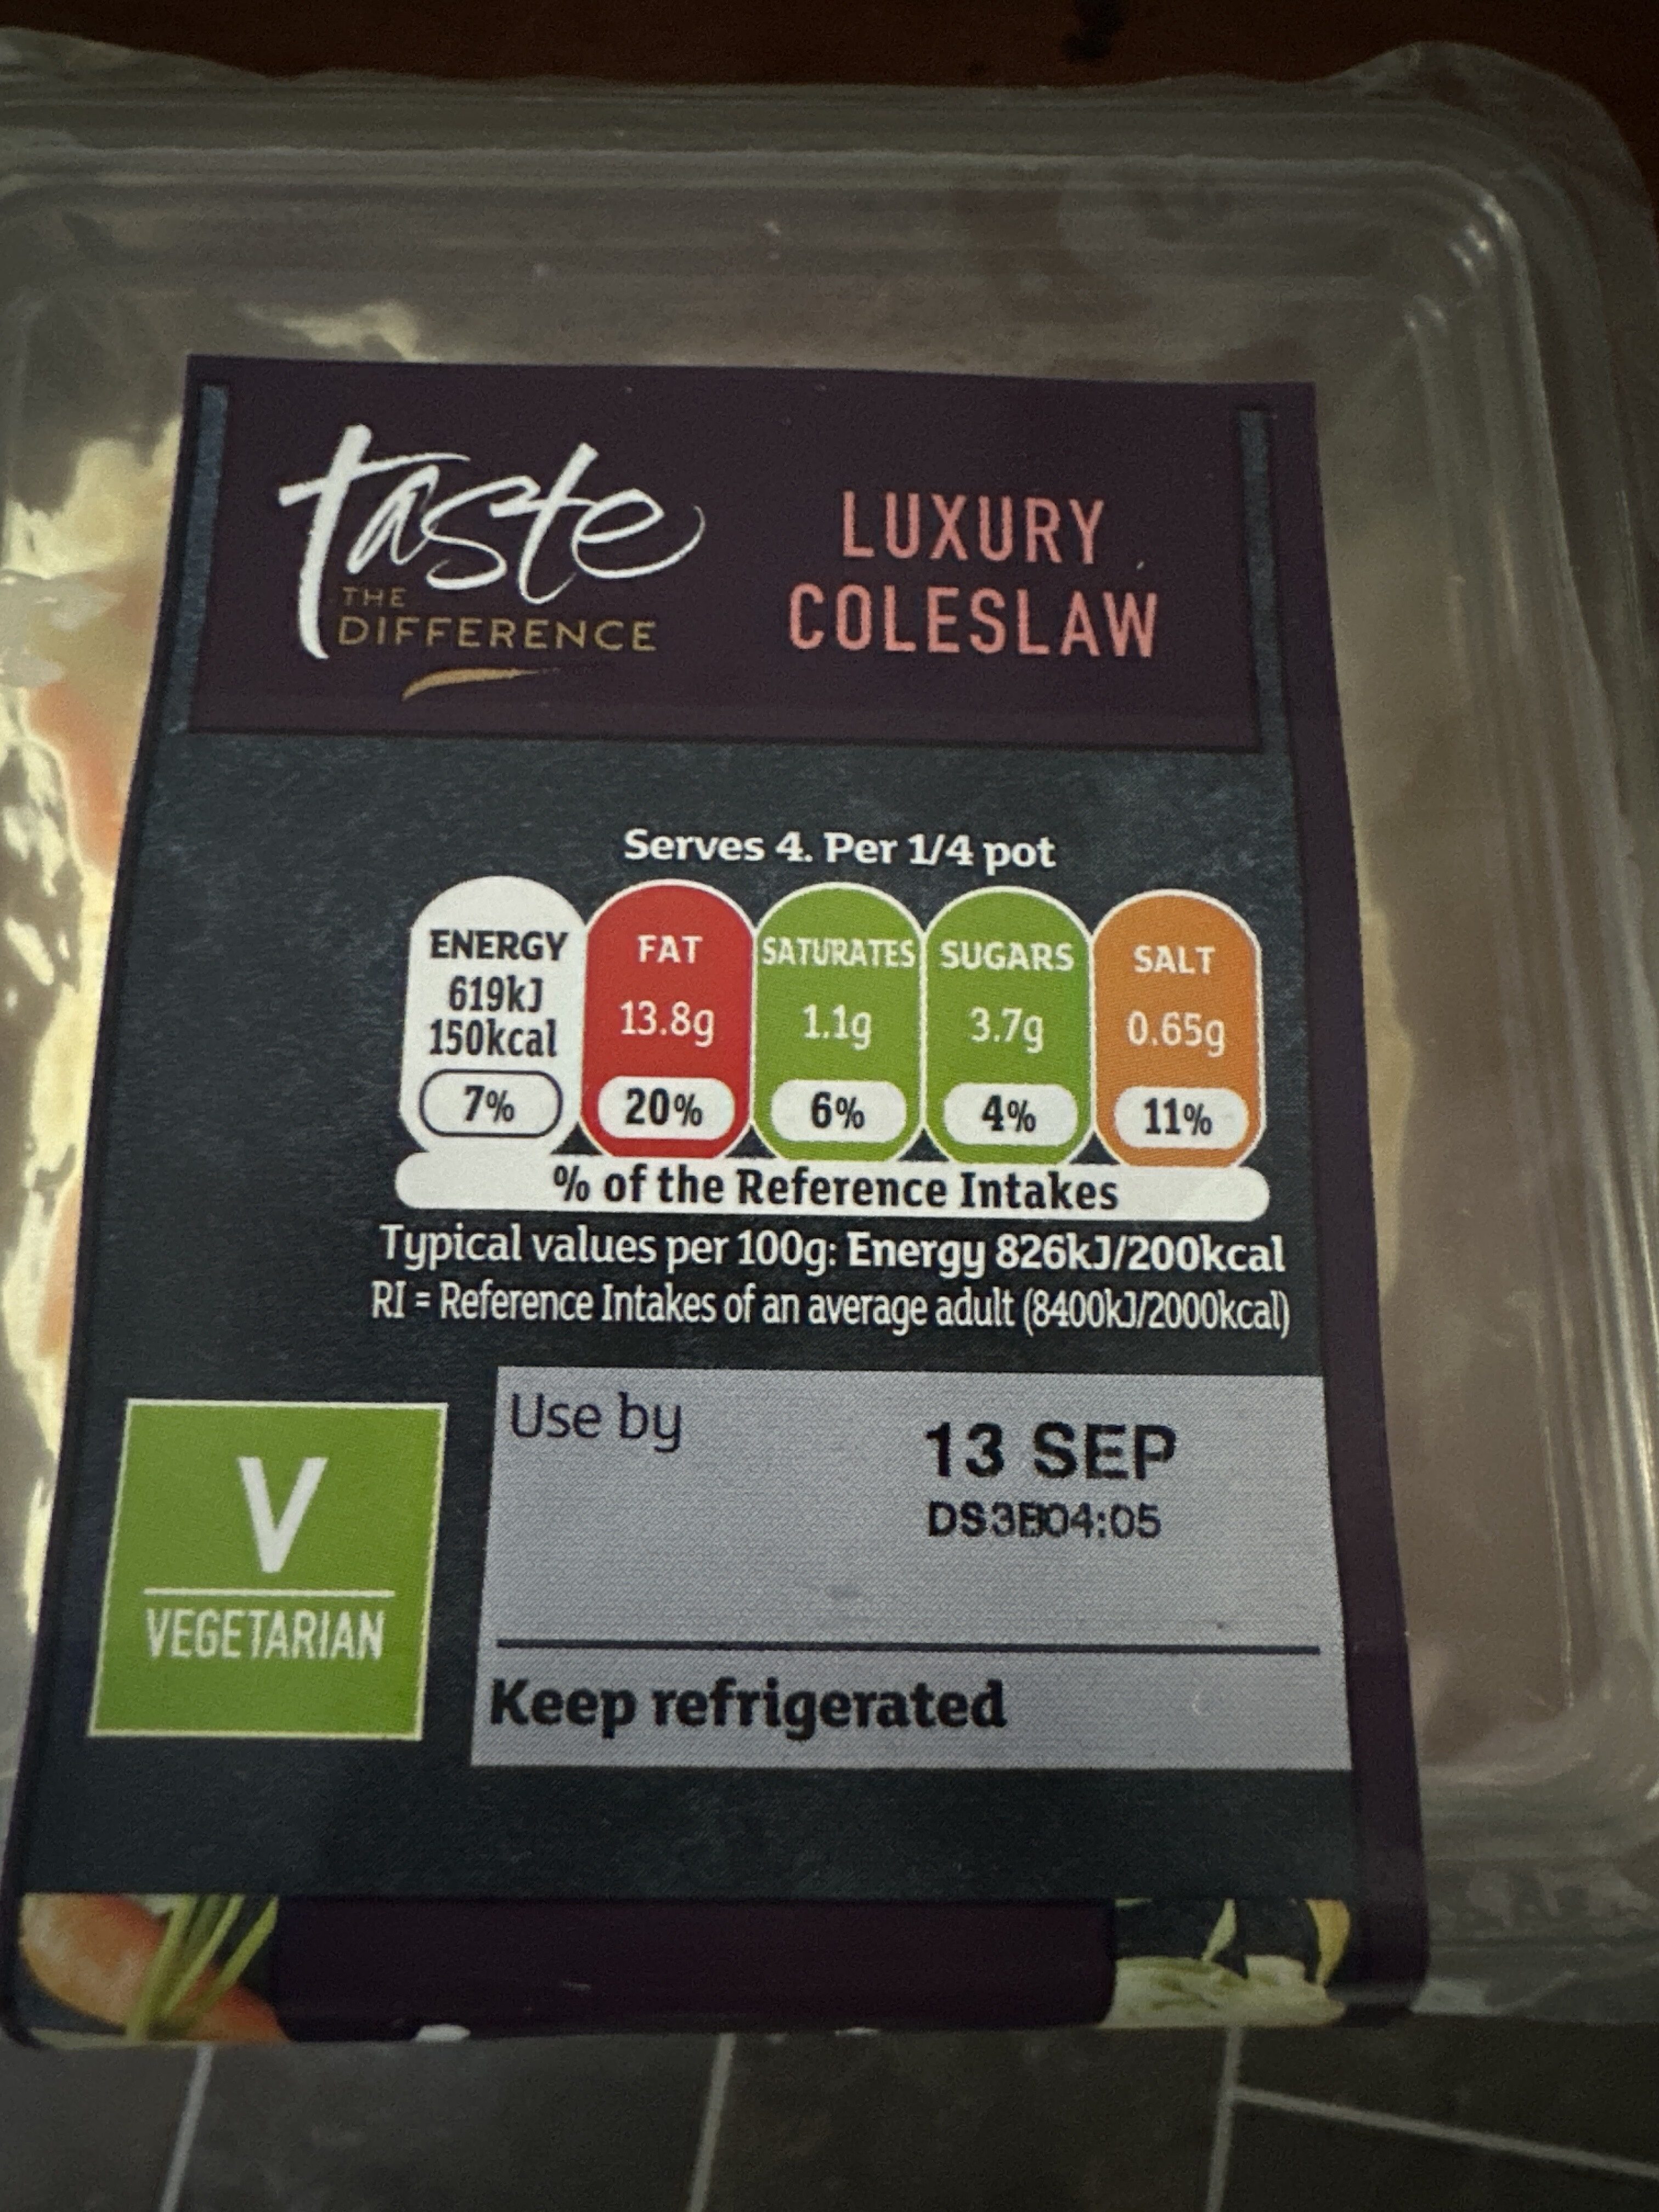 taste
THE
DIFFERENCE
LUXURY
COLESLAW
Serves 4. Per 1/4 pot
ENERGY
619kJ
150kcal
7%
FAT
13.8g
20%
SATURATES
1.1g
6%
SUGARS
3.7g
4%
SALT
0.65g
11%
% of the Reference Intakes
Typical values per 100g: Energy 826kJ/200kcal
RI = Reference Intakes of an average adult (8400kJ/2000kcal)
V
VEGETARIAN
Use by
13 SEP
DS3B04:05
Keep refrigerated